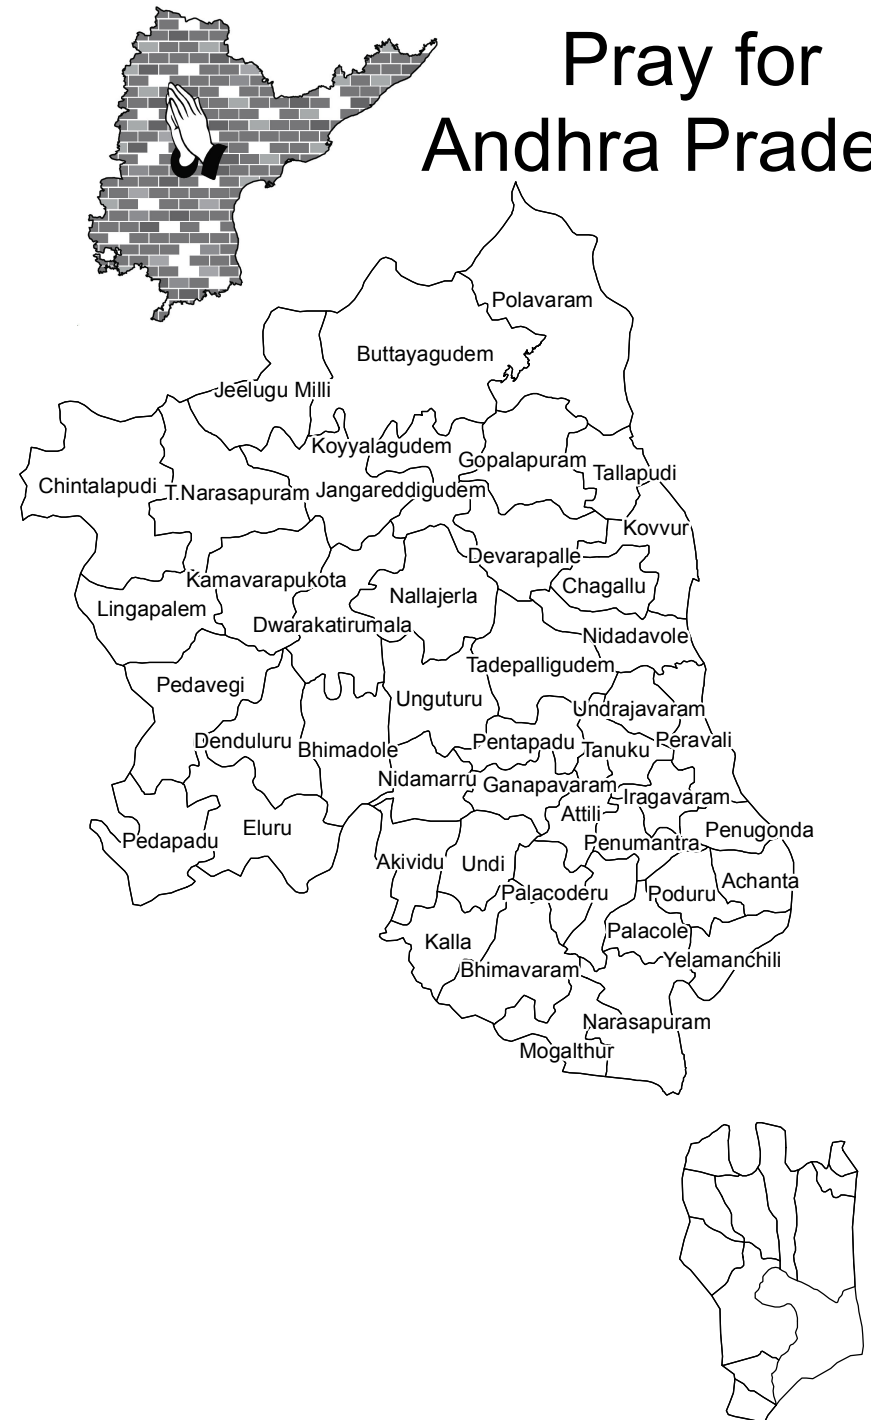 Pray for
Andhra Prade
Polavaram
Buttayagudem
Jeelugu Milli
Koyyalagudem
Gopalapuram
Tallapudi
Chintalapudi
T.Narasapuram
Jangareddigudem
Kovvur
Devarapalle
Kamavarapukota
Chagallu
Nallajerla
Lingapalem
Dwarakatirumala
Nidadavole
Tadepalligudem
Pedavegi
Unguturu
Undrajavaram
Denduluru
Bhimadole
Pentapadu
Tanuku
Peravali
Nidamarru
Ganapavaram
Iragavaram
Attili
Eluru
Pedapadu
Penumantra
Penugonda
Akividu
Undi
Achanta
Palacoderu
Poduru
Palacole
Kalla
Yelamanchili
Bhimavaram
Narasapuram
Mogalthur